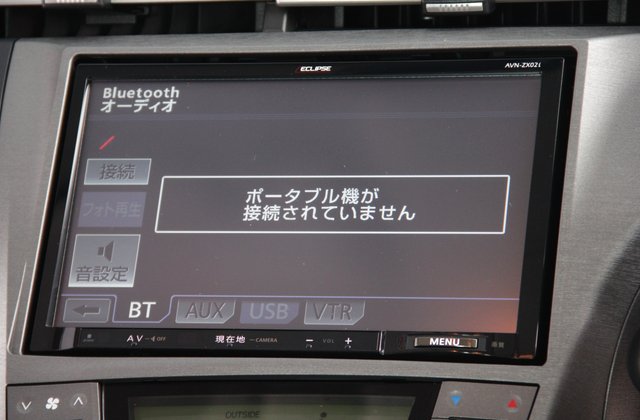 ECLIPSE
AVN-ZX02i
Bluetooth
オーディオ
接続
フォト再生
音設定
ポータブル機が
接続されていません
BT AUX USB VTR
AV OFF 現在地 CAMERA - VOL + MENU 画質
OUTSIDE